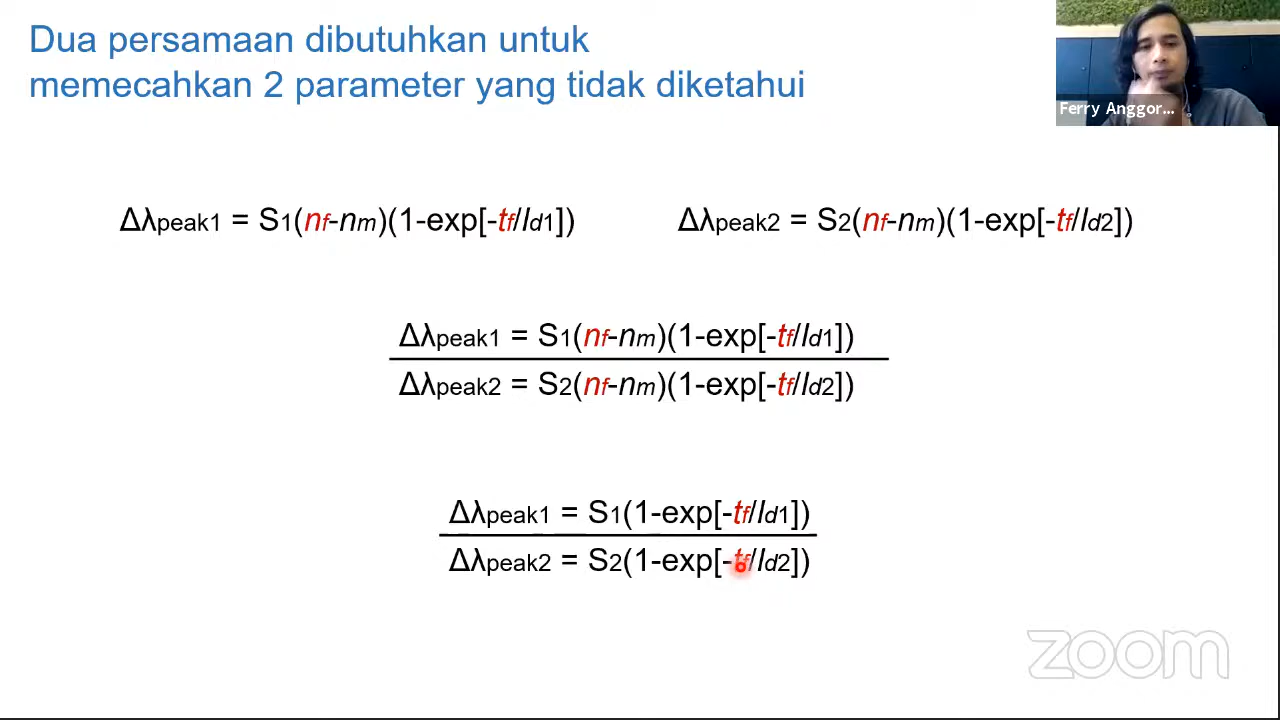 Dua persamaan dibutuhkan untuk
memecahkan 2 parameter yang tidak diketahui
Ferry Anggor...
Δλpeak1 = S1(nf-nm)(1-exp[-tf/ld1])
Δλpeak2 = S2(nf-nm)(1-exp[-tf/ld2])
Δλpeak1 = S1(nf-nm)(1-exp[-tf/ld1])
Δλpeak2 = S2(nf-nm)(1-exp[-tf/ld2])
Δλpeak1 = S1(1-exp[-tf/ld1])
Δλpeak2 = S2(1-exp[-tf/ld2])
zoom